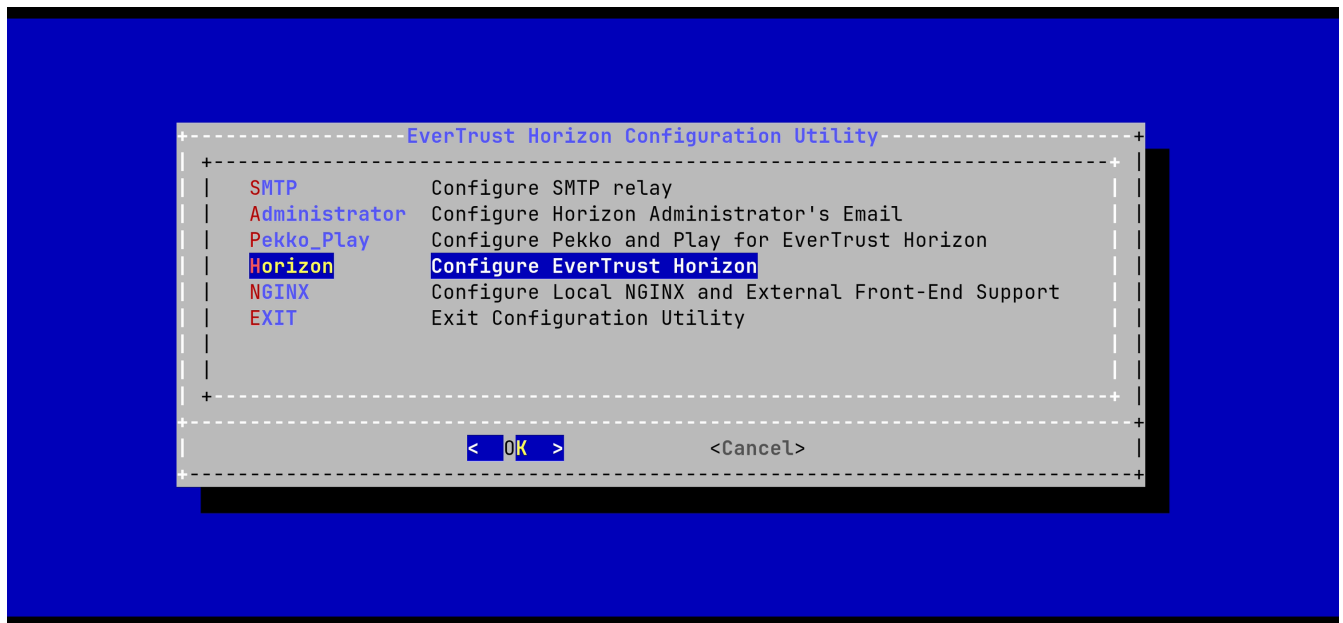 EverTrust Horizon Configuration Utility
SMTP Configure SMTP relay
Administrator Configure Horizon Administrator's Email
Pekko_Play Configure Pekko and Play for EverTrust Horizon
Horizon Configure EverTrust Horizon
NGINX Configure Local NGINX and External Front-End Support
EXIT Exit Configuration Utility
< OK > <Cancel>